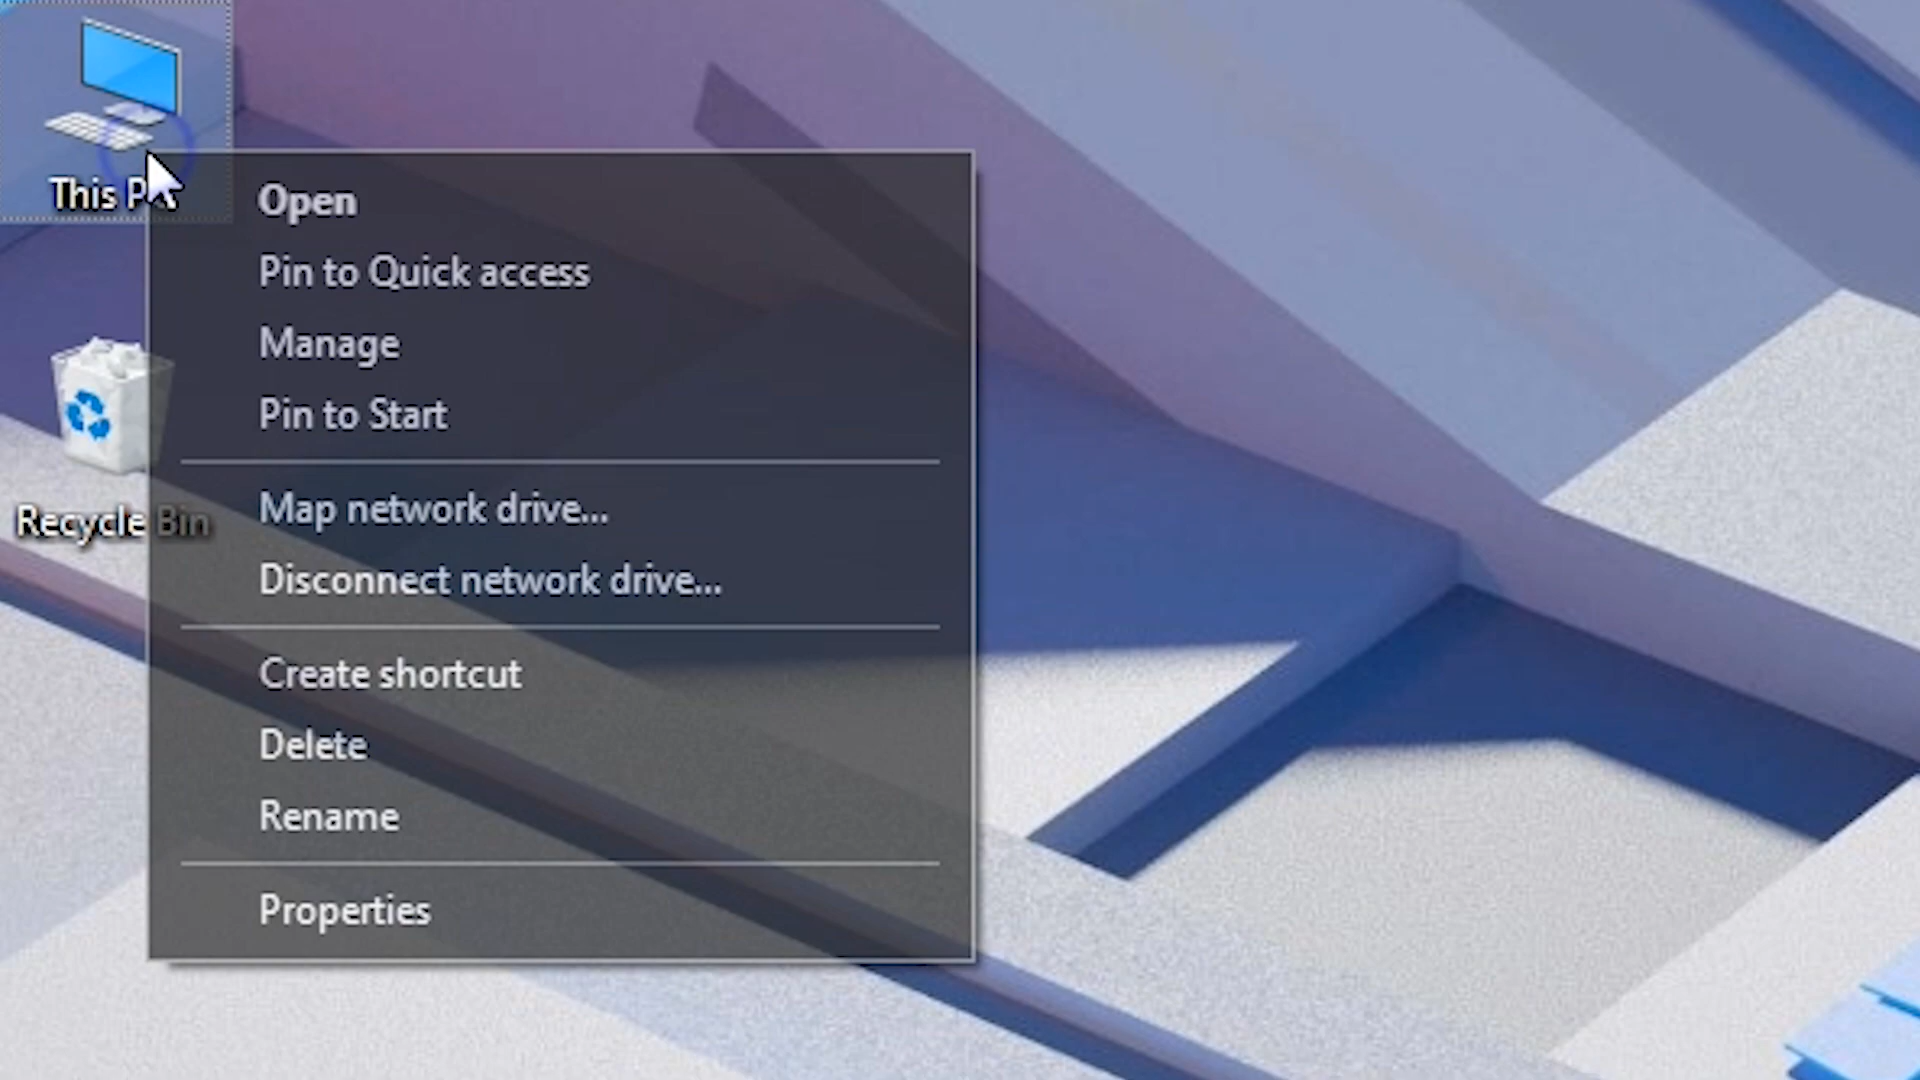 This P
Open
Pin to Quick access
Manage
Pin to Start
Map network drive...
Recycle Bin
Disconnect network drive...
Create shortcut
Delete
Rename
Properties